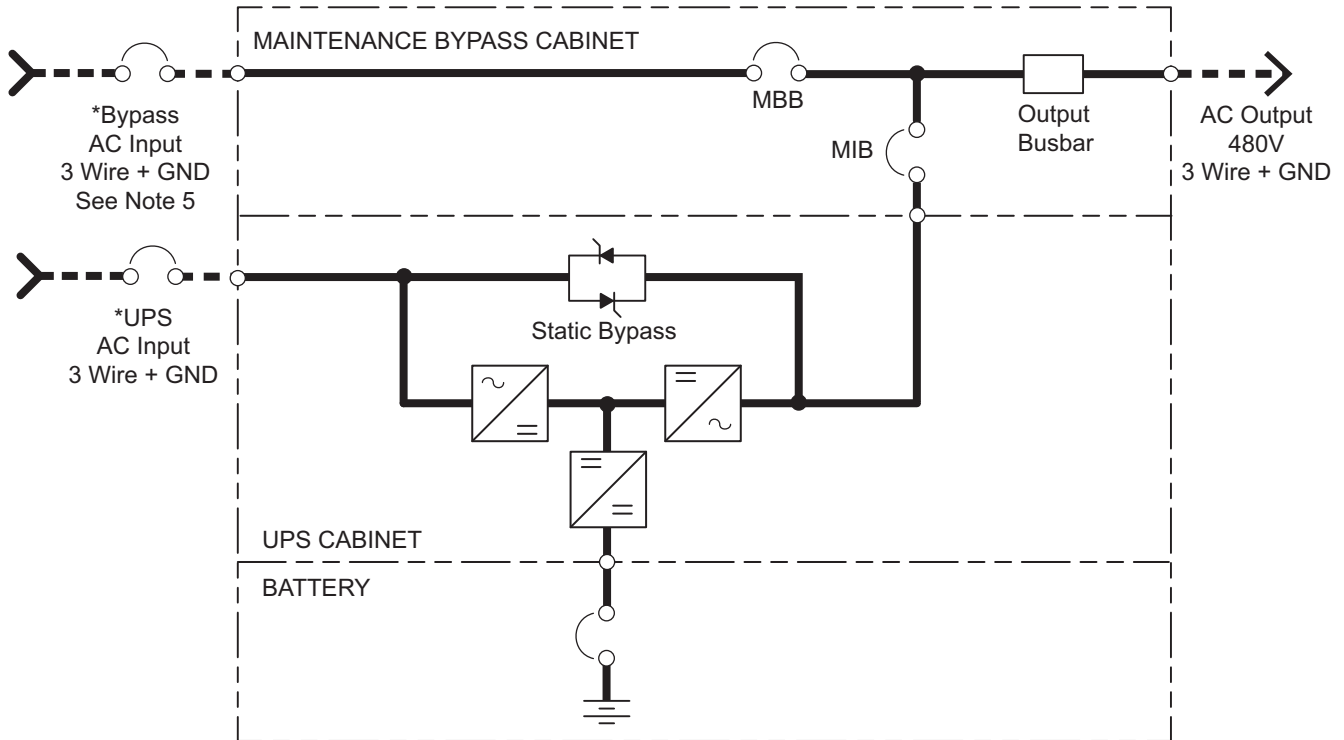 MAINTENANCE BYPASS CABINET
*Bypass
AC Input
3 Wire + GND
See Note 5
MBB
MIB
Output
Busbar
AC Output
480V
3 Wire + GND
*UPS
AC Input
3 Wire + GND
Static Bypass
UPS CABINET
BATTERY